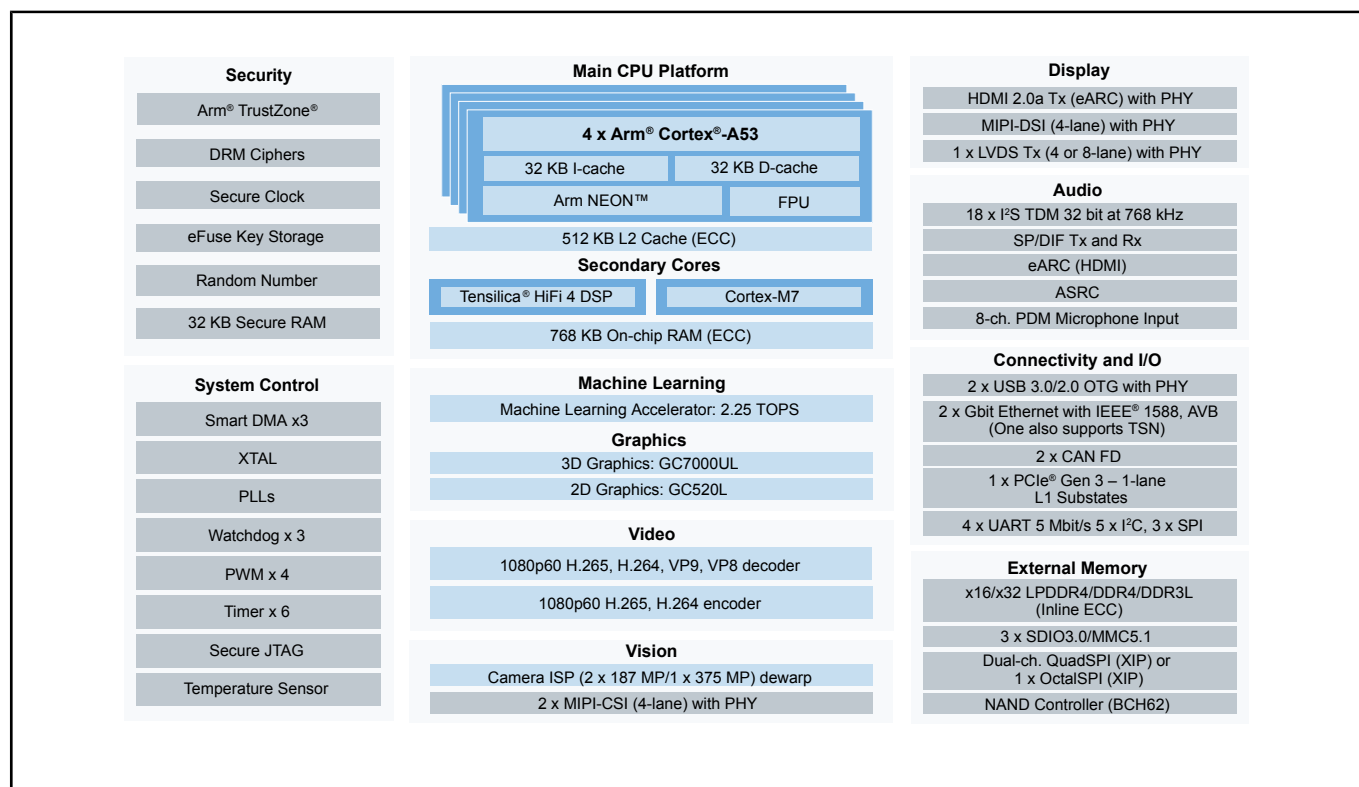 Security
Arm® TrustZone®
DRM Ciphers
Secure Clock
eFuse Key Storage
Random Number
32 KB Secure RAM
System Control
Smart DMA x3
XTAL
PLLs
Watchdog x 3
PWM x 4
Timer x 6
Secure JTAG
Temperature Sensor
Main CPU Platform
4 x Arm® Cortex®-A53
32 KB I-cache
32 KB D-cache
Arm NEON™
FPU
512 KB L2 Cache (ECC)
Secondary Cores
Tensilica® HiFi 4 DSP
Cortex-M7
768 KB On-chip RAM (ECC)
Machine Learning
Machine Learning Accelerator: 2.25 TOPS
Graphics
3D Graphics: GC7000UL
2D Graphics: GC520L
Video
1080p60 H.265, H.264, VP9, VP8 decoder
1080p60 H.265, H.264 encoder
Vision
Camera ISP (2 x 187 MP/1 x 375 MP) dewarp
2 x MIPI-CSI (4-lane) with PHY
Display
HDMI 2.0a Tx (eARC) with PHY
MIPI-DSI (4-lane) with PHY
1 x LVDS Tx (4 or 8-lane) with PHY
Audio
18 x I²S TDM 32 bit at 768 kHz
SP/DIF Tx and Rx
eARC (HDMI)
ASRC
8-ch. PDM Microphone Input
Connectivity and I/O
2 x USB 3.0/2.0 OTG with PHY
2 x Gbit Ethernet with IEEE® 1588, AVB
(One also supports TSN)
2 x CAN FD
1 x PCIe® Gen 3 – 1-lane
L1 Substates
4 x UART 5 Mbit/s 5 x I²C, 3 x SPI
External Memory
x16/x32 LPDDR4/DDR4/DDR3L
(Inline ECC)
3 x SDIO3.0/MMC5.1
Dual-ch. QuadSPI (XIP) or
1 x OctalSPI (XIP)
NAND Controller (BCH62)